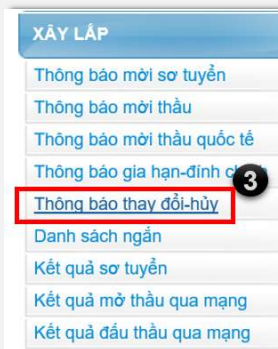 XÂY LẮP
Thông báo mời sơ tuyển
Thông báo mời thầu
Thông báo mời thầu quốc tế
Thông báo gia hạn-đính
3
Thông báo thay đổi-hủy
Danh sách ngắn
Kết quả sơ tuyển
Kết quả mở thầu qua mạng
Kết quả đấu thầu qua mạng